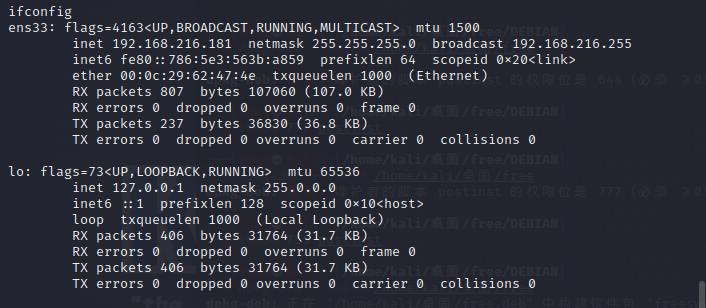 ifconfig
ens33: flags=4163<UP,BROADCAST,RUNNING,MULTICAST>  mtu 1500
        inet 192.168.216.181  netmask 255.255.255.0  broadcast 192.168.216.255
        inet6 fe80::786:5e3:563b:a859  prefixlen 64  scopeid 0×20<link>
        ether 00:0c:29:62:47:4e  txqueuelen 1000  (Ethernet)
        RX packets 807  bytes 107060 (107.0 KB)
        RX errors 0  dropped 0  overruns 0  frame 0
        TX packets 237  bytes 36830 (36.8 KB)
        TX errors 0  dropped 0 overruns 0  carrier 0  collisions 0

lo: flags=73<UP,LOOPBACK,RUNNING>  mtu 65536
        inet 127.0.0.1  netmask 255.0.0.0
        inet6 ::1  prefixlen 128  scopeid 0×10<host>
        loop  txqueuelen 1000  (Local Loopback)
        RX packets 406  bytes 31764 (31.7 KB)
        RX errors 0  dropped 0  overruns 0  frame 0
        TX packets 406  bytes 31764 (31.7 KB)
        TX errors 0  dropped 0 overruns 0  carrier 0  collisions 0